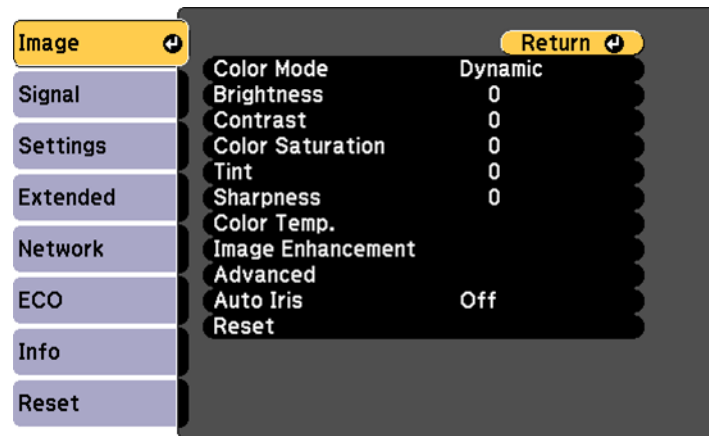 Image
Signal
Settings
Extended
Network
ECO
Info
Reset
Return
Color Mode Dynamic
Brightness 0
Contrast 0
Color Saturation 0
Tint 0
Sharpness 0
Color Temp.
Image Enhancement
Advanced
Auto Iris Off
Reset